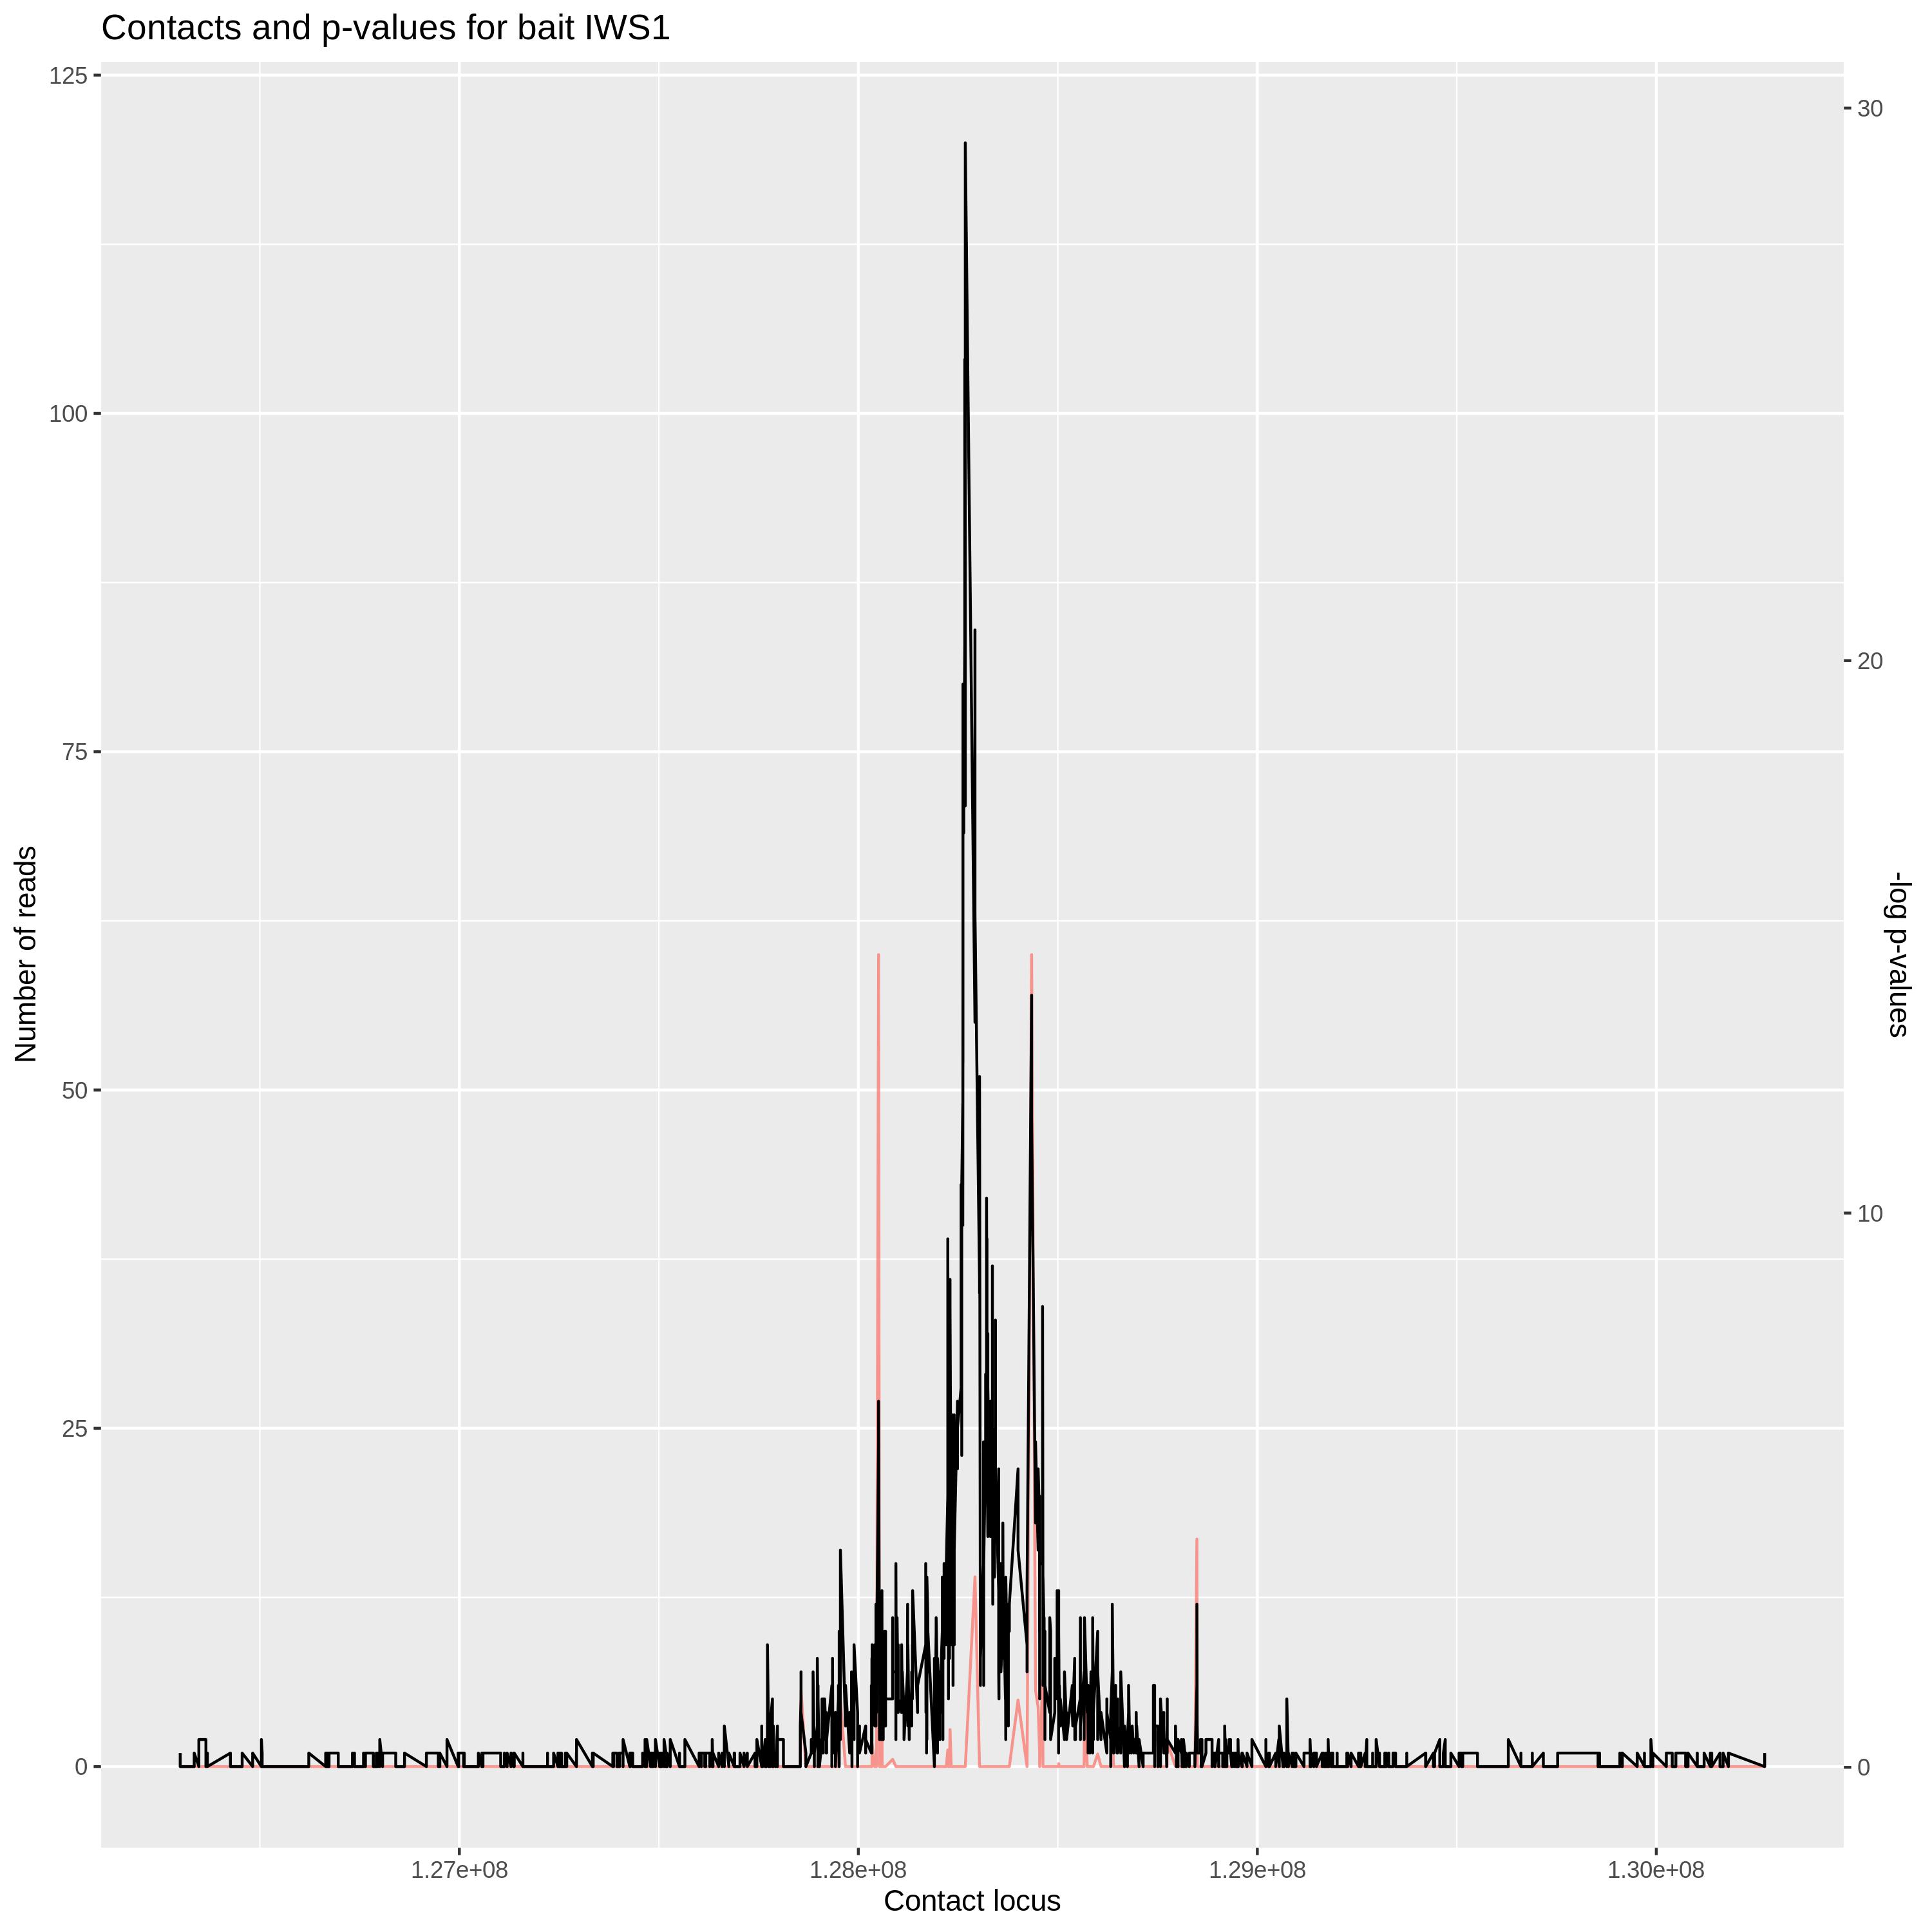 Contacts and p-values for bait IWS1
125
100
75
50
25
0
30
20
10
0
Number of reads
-log p-values
1.27e+08 1.28e+08 1.29e+08 1.30e+08
Contact locus